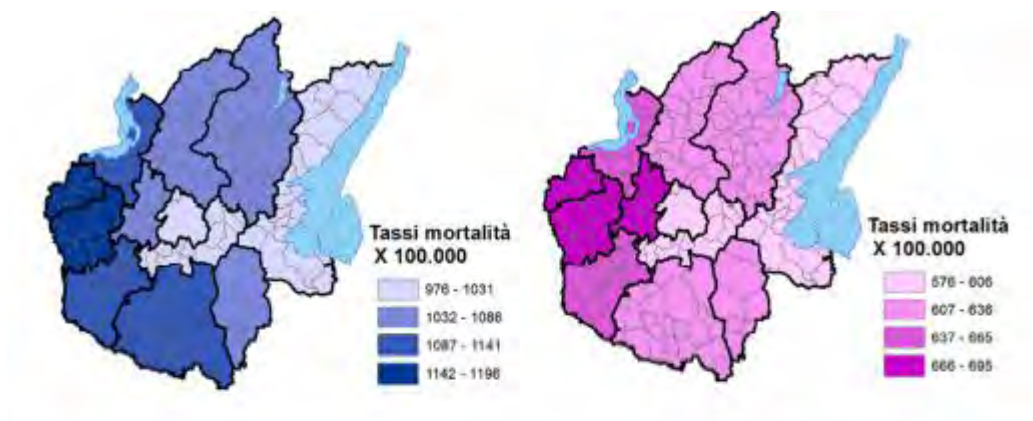 Tassi mortalità
X 100.000
976 - 1031
1032 - 1086
1087 - 1141
1142 - 1196
Tassi mortalità
X 100.000
576 - 606
607 - 636
637 - 665
666 - 695